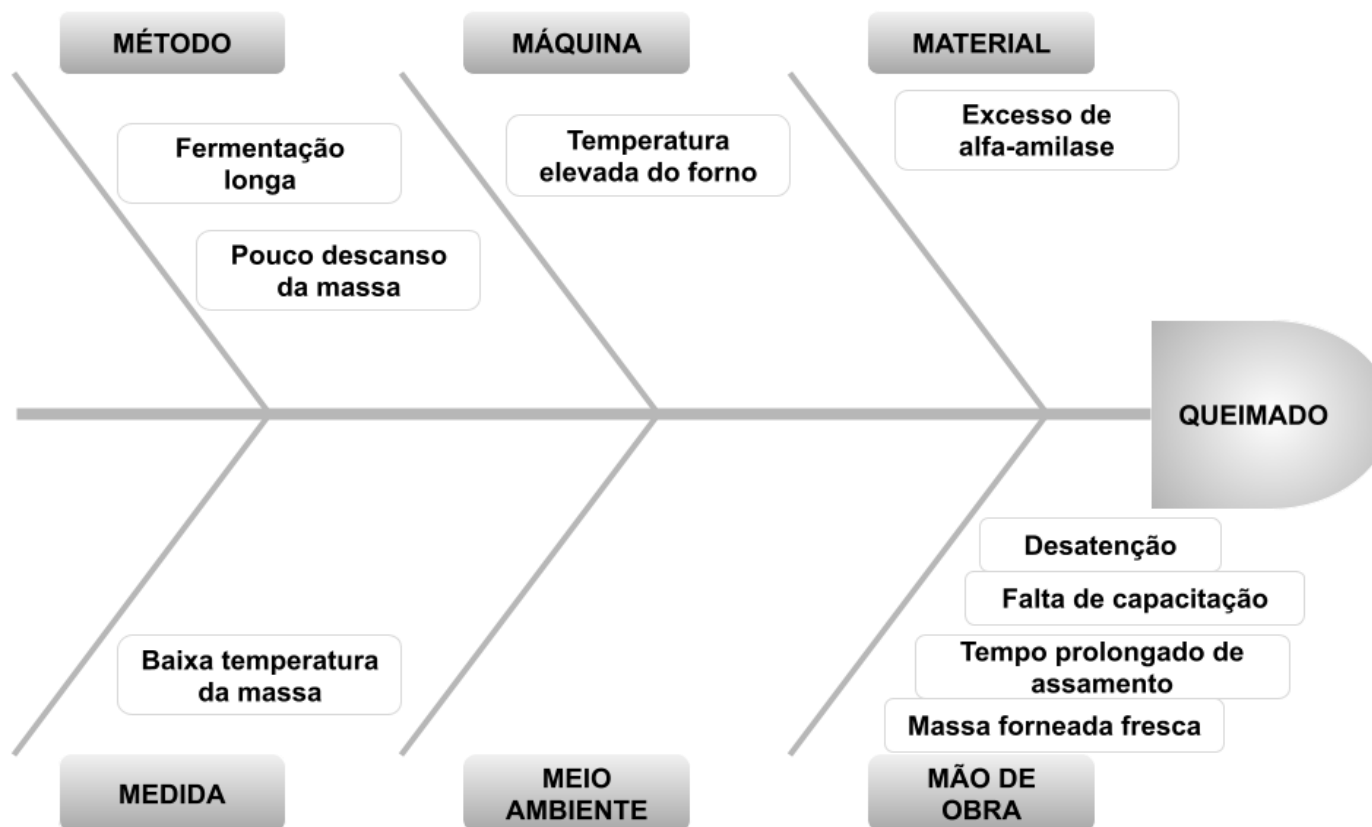 MÉTODO
MÁQUINA
MATERIAL
Fermentação
longa
Temperatura
elevada do forno
Excesso de
alfa-amilase
Pouco descanso
da massa
QUEIMADO
Desatenção
Falta de capacitação
Baixa temperatura
da massa
Tempo prolongado de
assamento
Massa forneada fresca
MEDIDA
MEIO
AMBIENTE
MÃO DE
OBRA